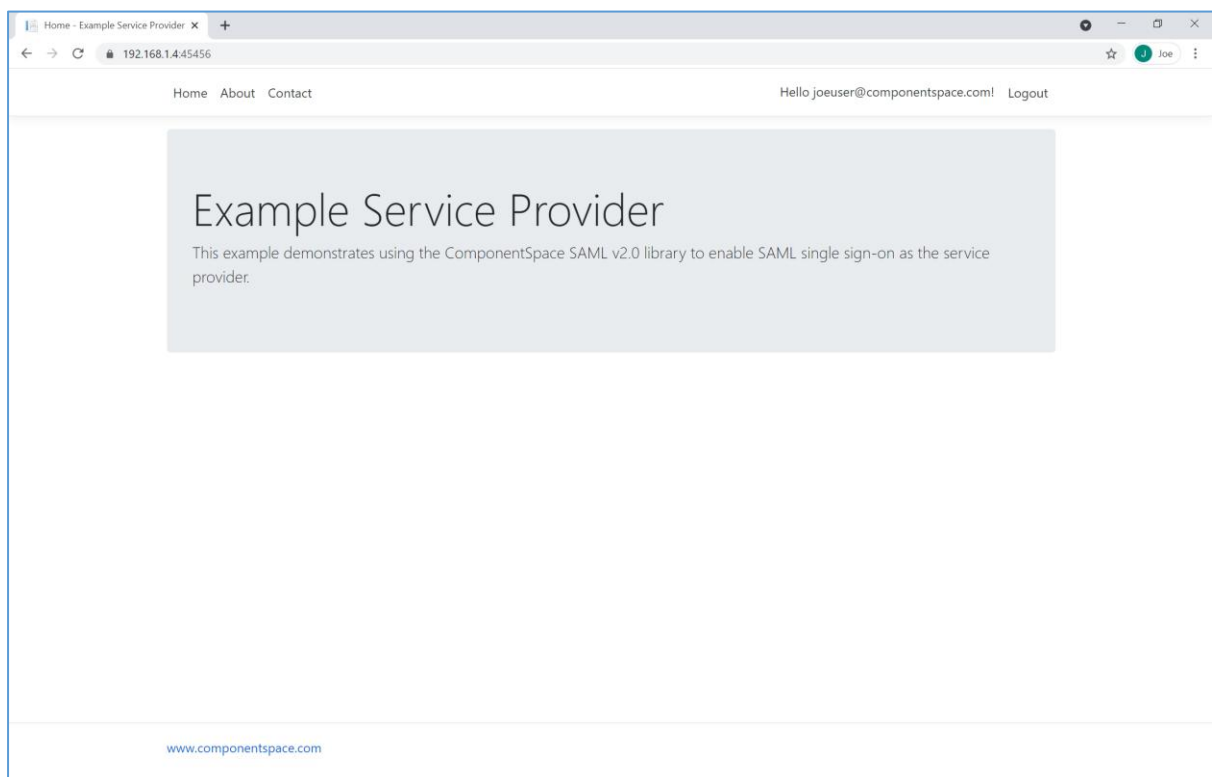 Home - Example Service Provider
192.168.1.4:45456
J Joe
Home About Contact Hello joeuser@componentspace.com! Logout
Example Service Provider
This example demonstrates using the ComponentSpace SAML v2.0 library to enable SAML single sign-on as the service
provider.
www.componentspace.com